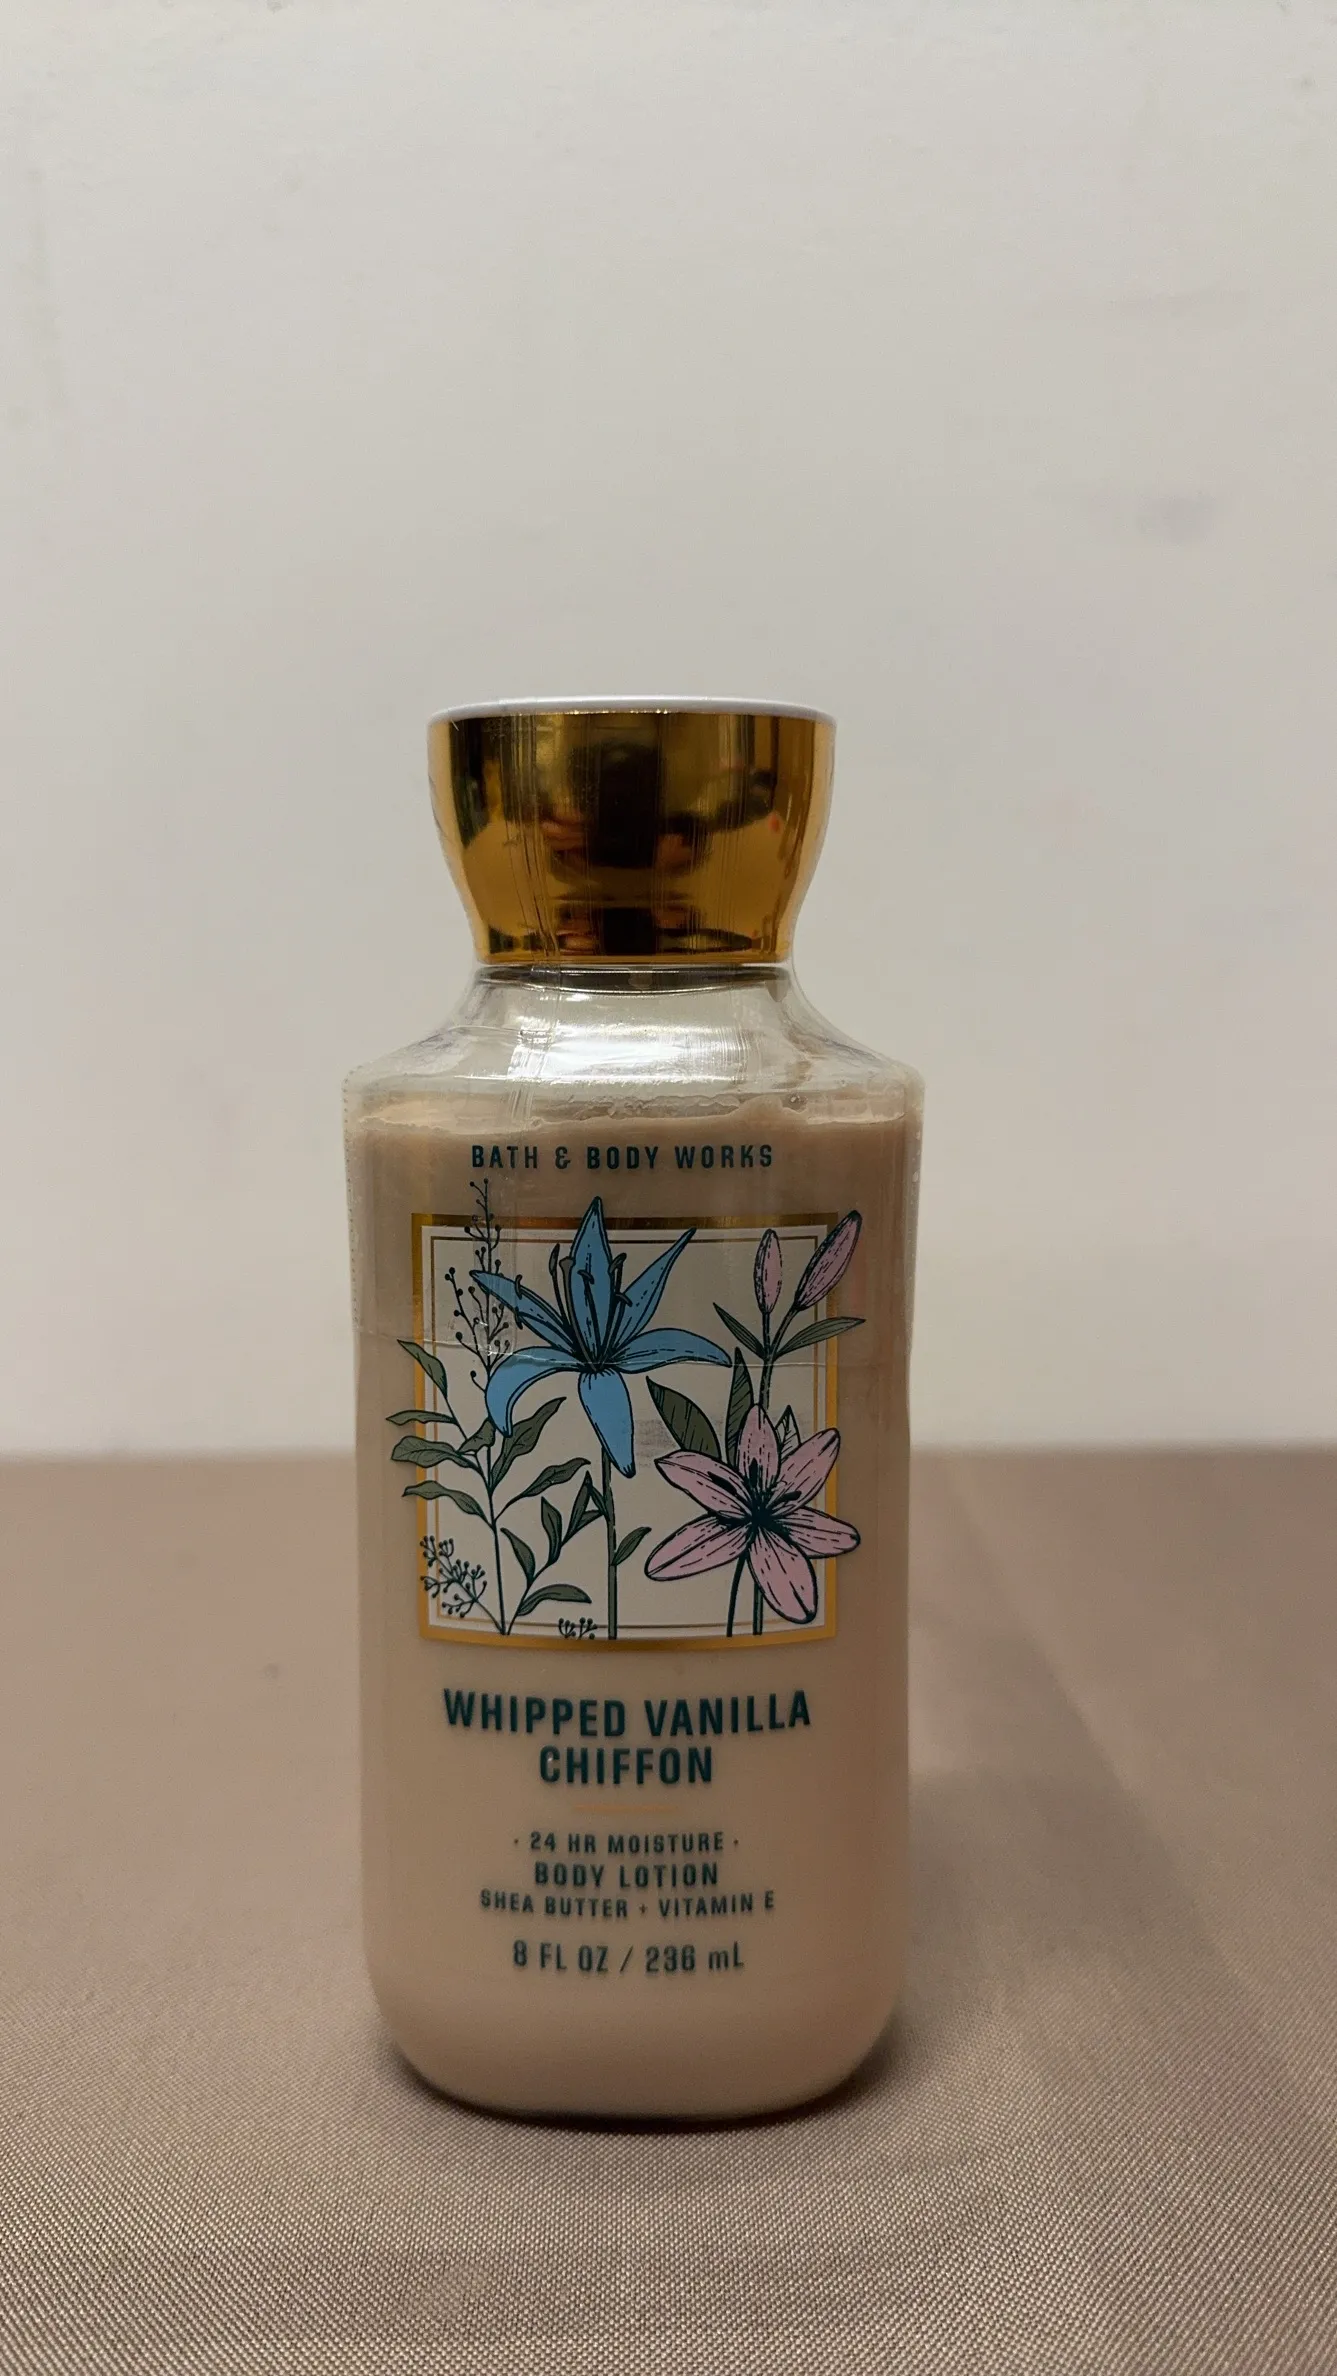 BATH & BODY WORKS
WHIPPED VANILLA
CHIFFON
· 24 HR MOISTURE ·
BODY LOTION
SHEA BUTTER + VITAMIN E
8 FL OZ / 236 mL